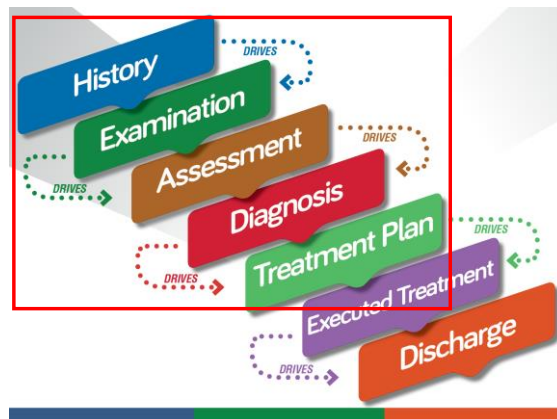 History
DRIVES
Examination
DRIVES
Assessment
DRIVES
Diagnosis
DRIVES
Treatment Plan
DRIVES
Executed Treatment
DRIVES
Discharge